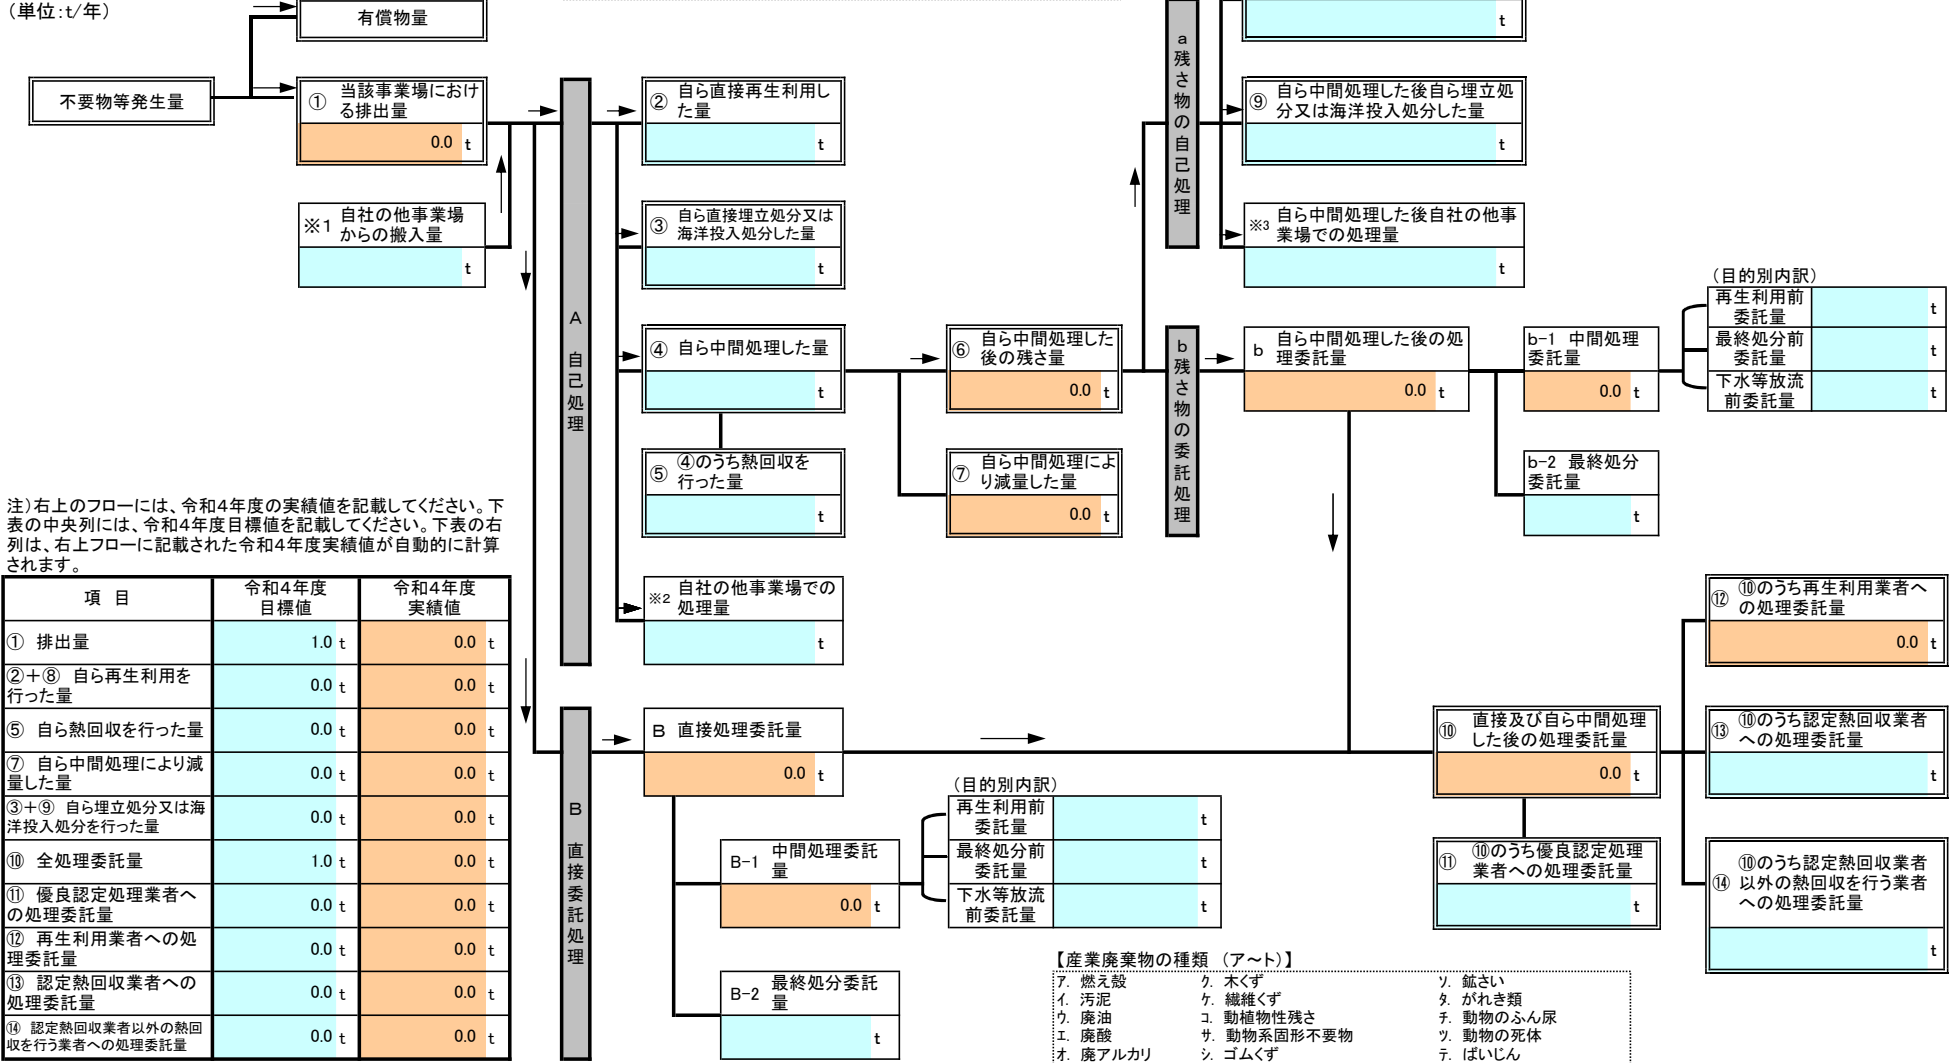 (単位:t/年)
有償物量
不要物等発生量
① 当該事業場におけ
る排出量
0.0 t
※1 自社の他事業場
からの搬入量
t
A
自己処理
② 自ら直接再生利用し
た量
t
③ 自ら直接埋立処分又は
海洋投入処分した量
t
④ 自ら中間処理した量
t
⑤ ④のうち熱回収を
行った量
t
※2 自社の他事業場での
処理量
t
⑥ 自ら中間処理した
後の残さ量
0.0 t
⑦ 自ら中間処理によ
り減量した量
0.0 t
a残さ物の自己処理
t
⑨ 自ら中間処理した後自ら埋立処
分又は海洋投入処分した量
t
※3 自ら中間処理した後自社の他事
業場での処理量
t
b残さ物の委託処理
b 自ら中間処理した後の処
理委託量
0.0 t
b-1 中間処理
委託量
0.0 t
b-2 最終処分
委託量
t
(目的別内訳)
再生利用前
委託量
t
最終処分前
委託量
t
下水等放流
前委託量
t
注)右上のフローには、令和4年度の実績値を記載してください。下
表の中央列には、令和4年度目標値を記載してください。下表の右
列は、右上フローに記載された令和4年度実績値が自動的に計算
されます。
項 目 令和4年度
目標値 令和4年度
実績値
① 排出量 1.0 t 0.0 t
②+⑧ 自ら再生利用を
行った量 0.0 t 0.0 t
⑤ 自ら熱回収を行った量 0.0 t 0.0 t
⑦ 自ら中間処理により減
量した量 0.0 t 0.0 t
③+⑨ 自ら埋立処分又は海
洋投入処分を行った量 0.0 t 0.0 t
⑩ 全処理委託量 1.0 t 0.0 t
⑪ 優良認定処理業者へ
の処理委託量 0.0 t 0.0 t
⑫ 再生利用業者への処
理委託量 0.0 t 0.0 t
⑬ 認定熱回収業者への
処理委託量 0.0 t 0.0 t
⑭ 認定熱回収業者以外の熱回
収を行う業者への処理委託量 0.0 t 0.0 t
B
直接委託処理
B 直接処理委託量
0.0 t
B-1 中間処理委託
量
0.0 t
B-2 最終処分委託
量
t
(目的別内訳)
再生利用前
委託量
t
最終処分前
委託量
t
下水等放流
前委託量
t
⑩ 直接及び自ら中間処理
した後の処理委託量
0.0 t
⑪ ⑩のうち優良認定処理
業者への処理委託量
t
⑫ ⑩のうち再生利用業者へ
の処理委託量
0.0 t
⑬ ⑩のうち認定熱回収業者
への処理委託量
t
⑭ ⑩のうち認定熱回収業者
以外の熱回収を行う業者
への処理委託量
t
【産業廃棄物の種類 (ア~ト)】
ア. 燃え殻 ク. 木くず ソ. 鉱さい
イ. 汚泥 ケ. 繊維くず タ. がれき類
ウ. 廃油 コ. 動植物性残さ チ. 動物のふん尿
エ. 廃酸 サ. 動物系固形不要物 ツ. 動物の死体
オ. 廃アルカリ シ. ゴムくず テ. ばいじん